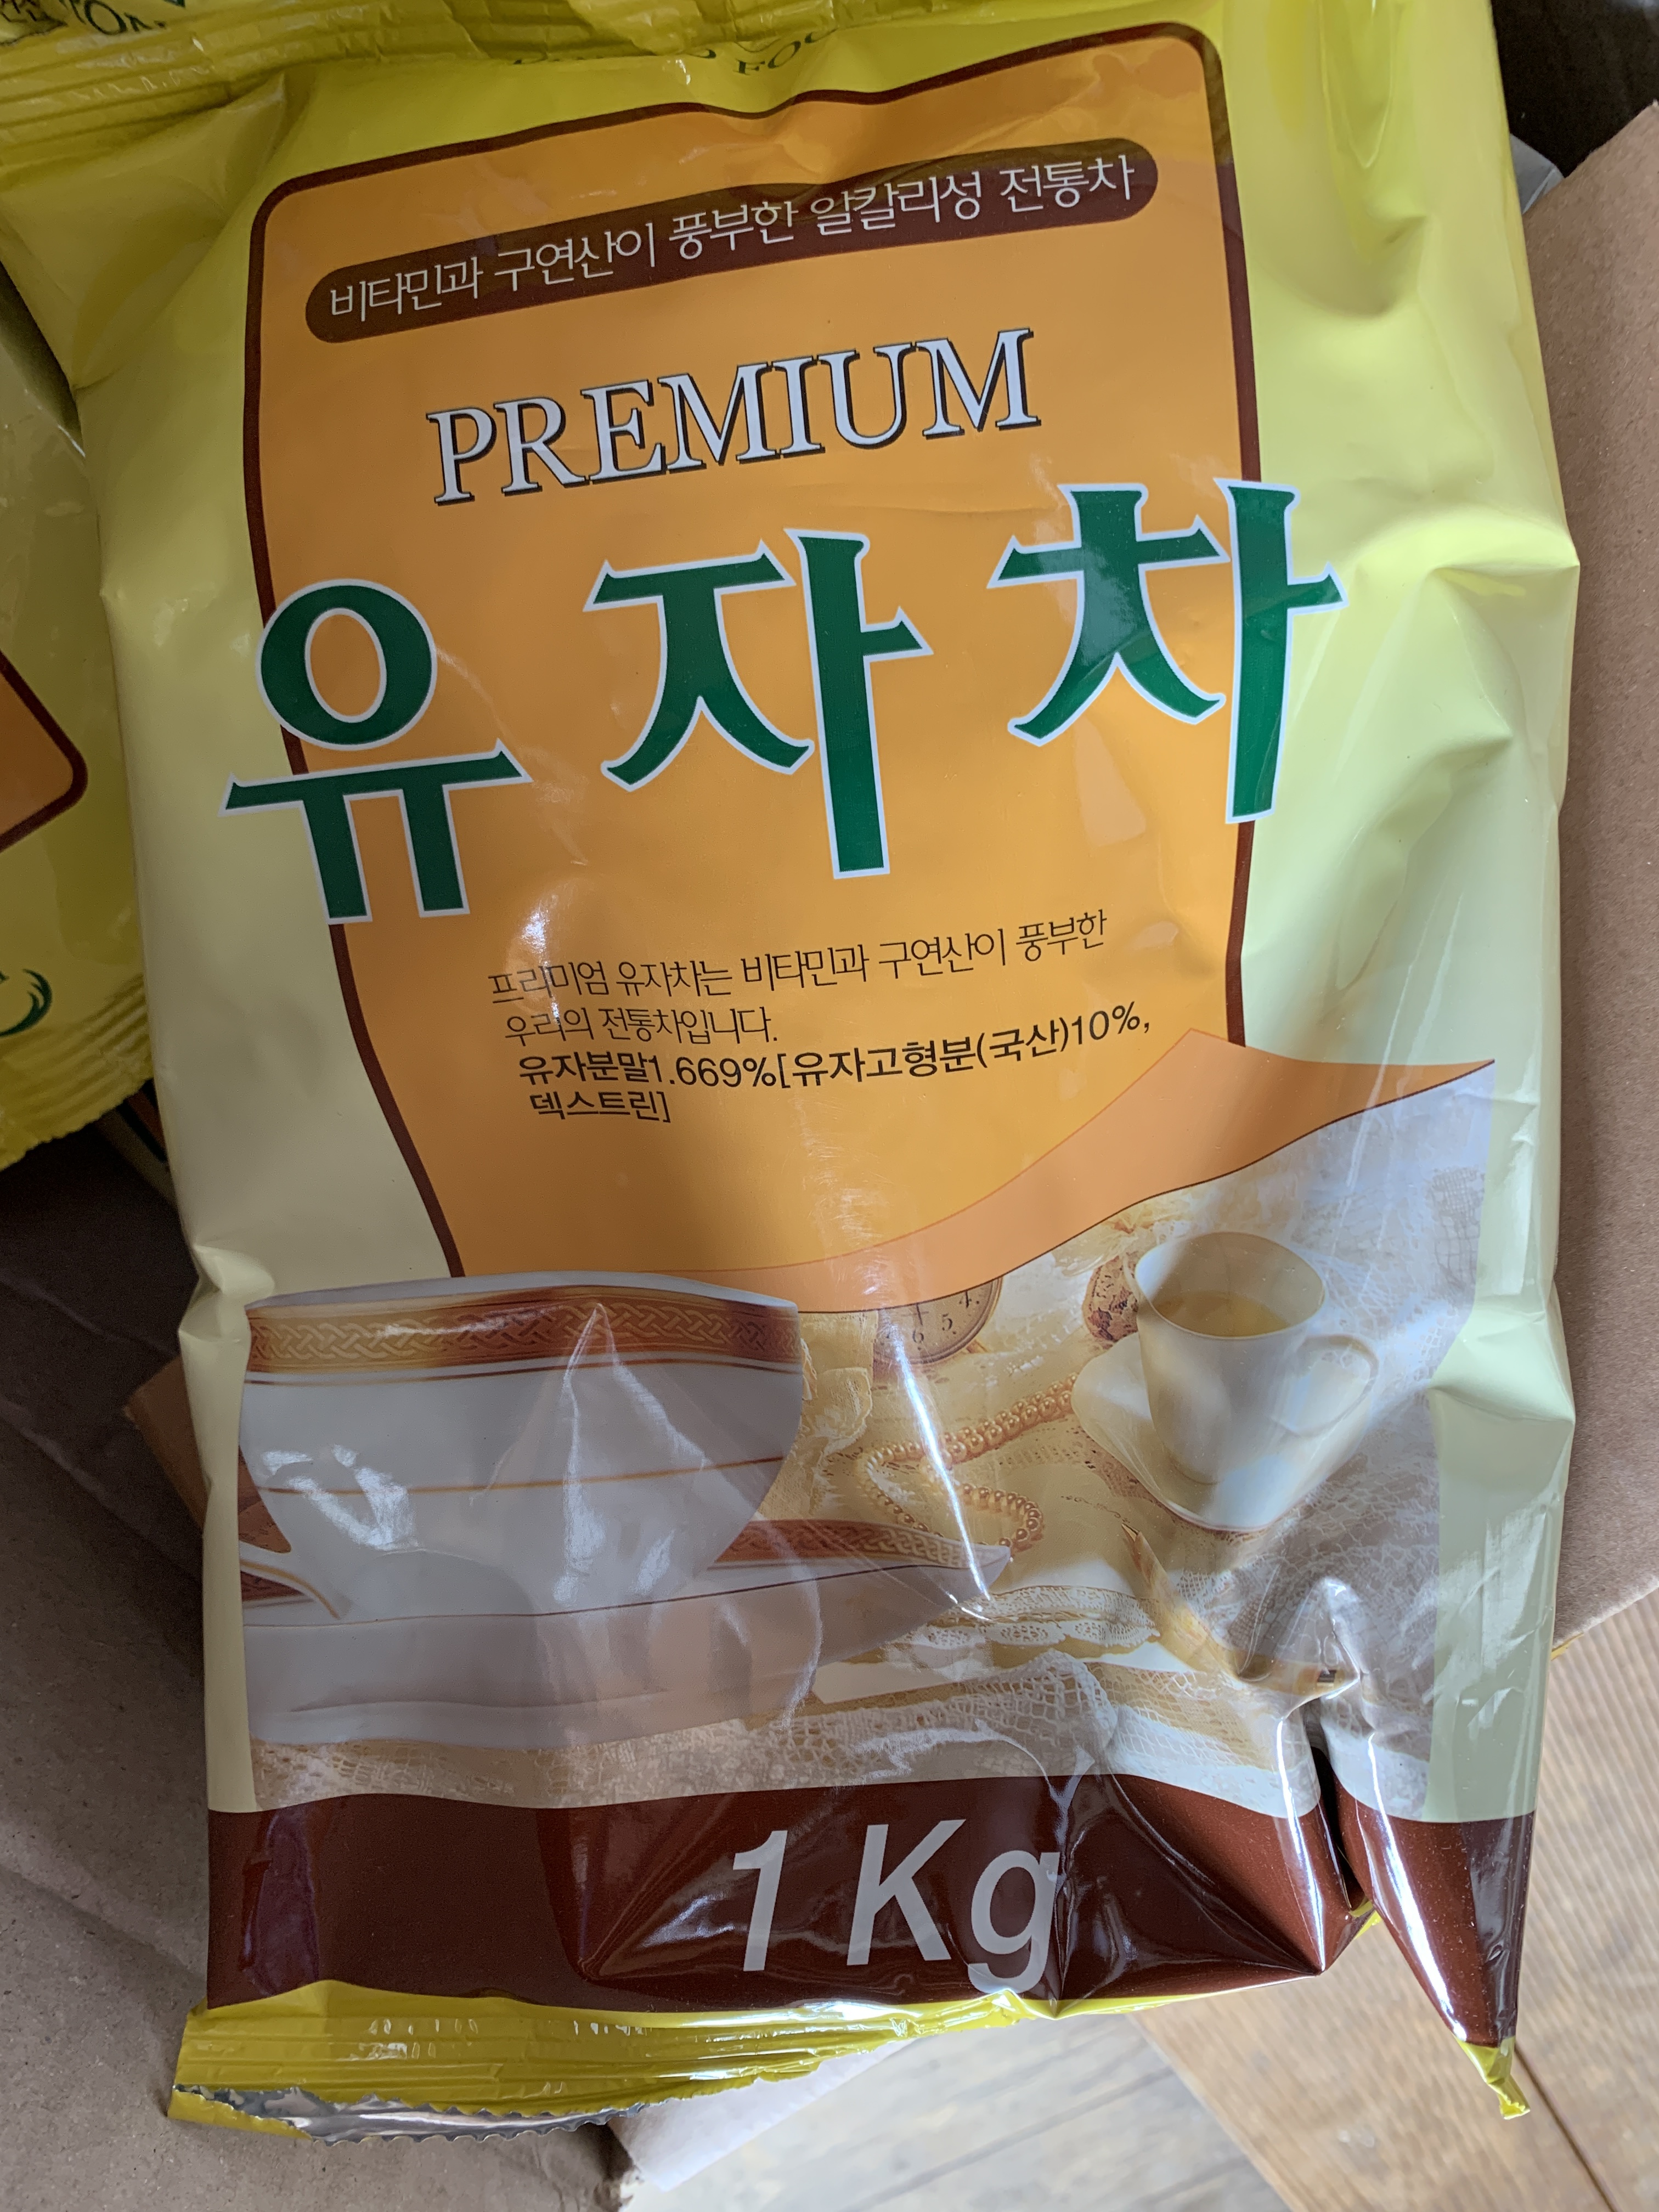 비타민과 구연산이 풍부한 알칼리성 전통차
PREMIUM
유자차
프리미엄 유자차는 비타민과 구연산이 풍부한
우리의 전통차입니다.
유자분말1.669%[유자고형분(국산)10%,
덱스트린]
1 Kg